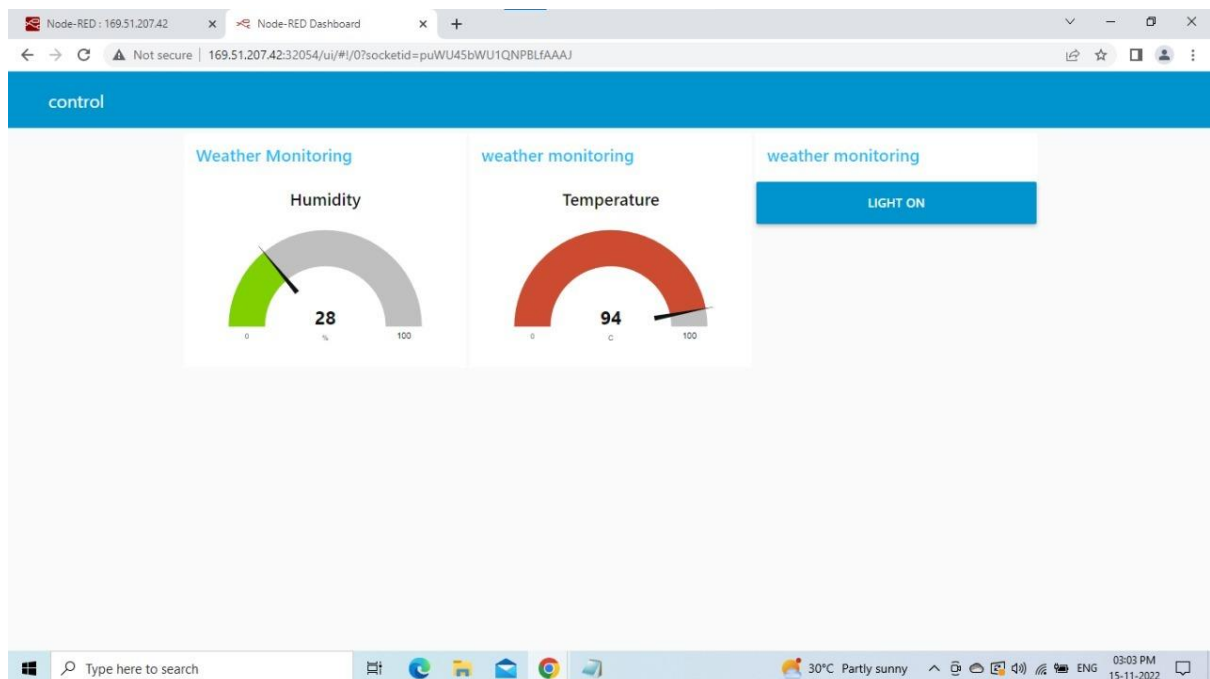 Node-RED : 169.51.207.42
Node-RED Dashboard
Not secure | 169.51.207.42:32054/ui/#!/0?socketid=puWU45bWU1QNPBLfAAAJ
control
Weather Monitoring
Humidity
28
0 % 100
weather monitoring
Temperature
94
0 C 100
weather monitoring
LIGHT ON
Type here to search
30°C Partly sunny
ENG
03:03 PM
15-11-2022